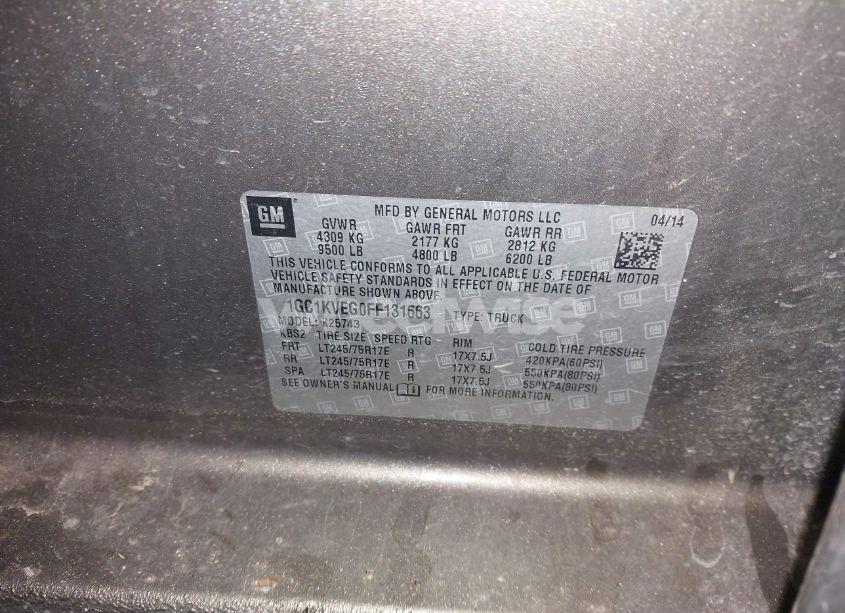 GM
MFD BY GENERAL MOTORS LLC
04/14
GVWR GAWR FRT GAWR RR
4309 KG 2177 KG 2812 KG
9500 LB 4800 LB 6200 LB
THIS VEHICLE CONFORMS TO ALL APPLICABLE U.S. FEDERAL MOTOR
VEHICLE SAFETY STANDARDS IN EFFECT ON THE DATE OF
MANUFACTURE SHOWN ABOVE.
1GC1KVEG0FF131663 TYPE: TRUCK
MODEL: K25743
KBS2 TIRE SIZE SPEED RTG RIM COLD TIRE PRESSURE
FRT LT245/75R17E R 17X7.5J 420KPA(60PSI)
RR LT245/75R17E R 17X7.5J 550KPA(80PSI)
SPA LT245/75R17E R 17X7.5J 550KPA(80PSI)
SEE OWNER'S MANUAL FOR MORE INFORMATION.